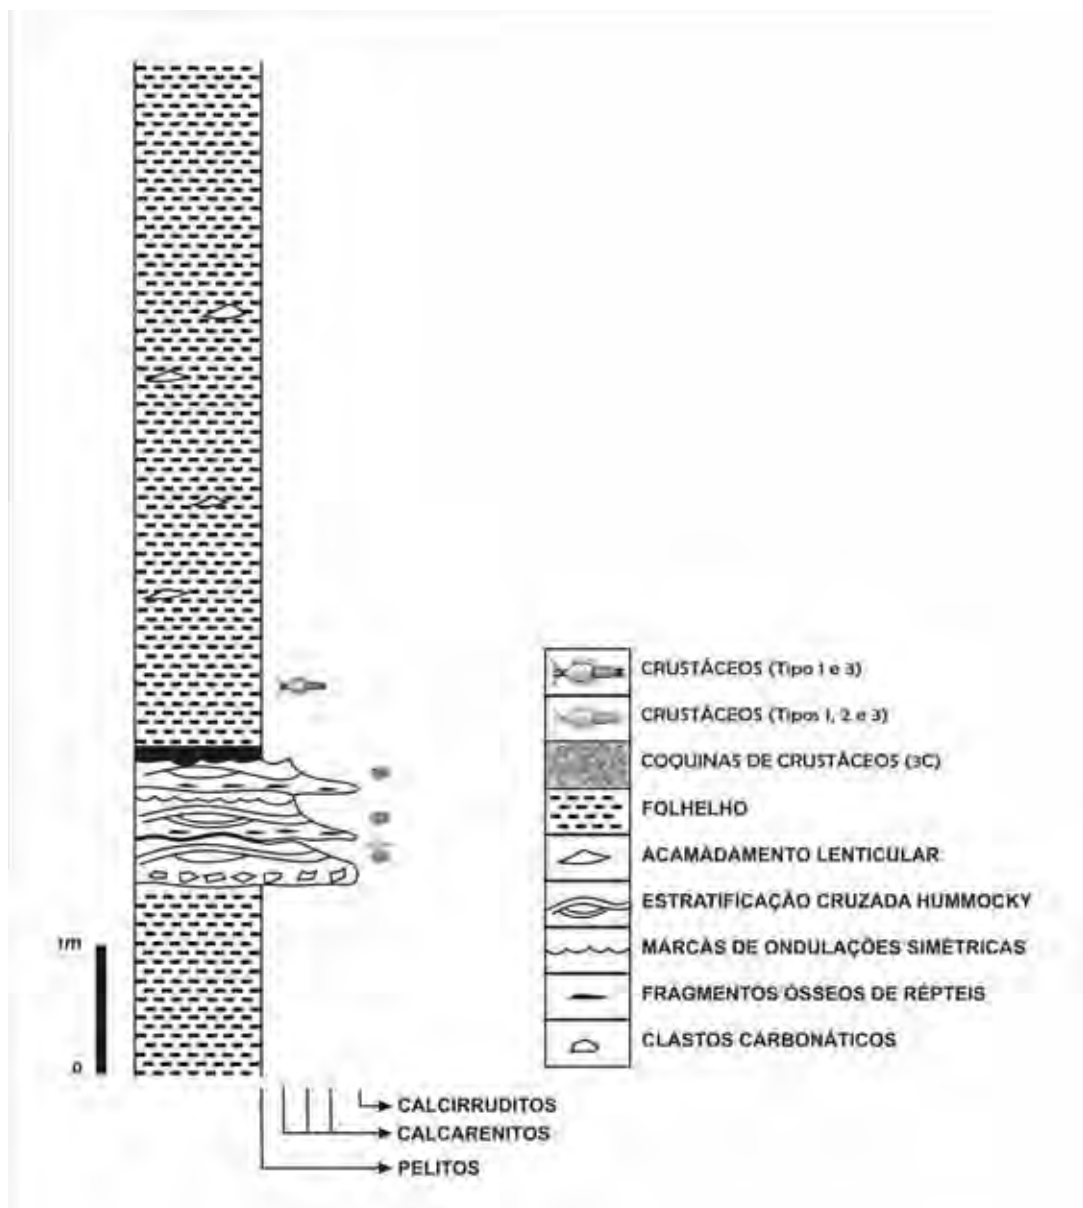 CRUSTÁCEOS (Tipo 1 e 3)
CRUSTÁCEOS (Tipos 1, 2 e 3)
COQUINAS DE CRUSTÁCEOS (3C)
FOLHELHO
ACAMADAMENTO LENTICULAR
ESTRATIFICAÇÃO CRUZADA HUMMOCKY
MARCAS DE ONDULAÇÕES SIMÉTRICAS
FRAGMENTOS ÓSSEOS DE RÉPTEIS
CLASTOS CARBONÁTICOS
1m
0
CALCIRRUDITOS
CALCARENITOS
PELITOS